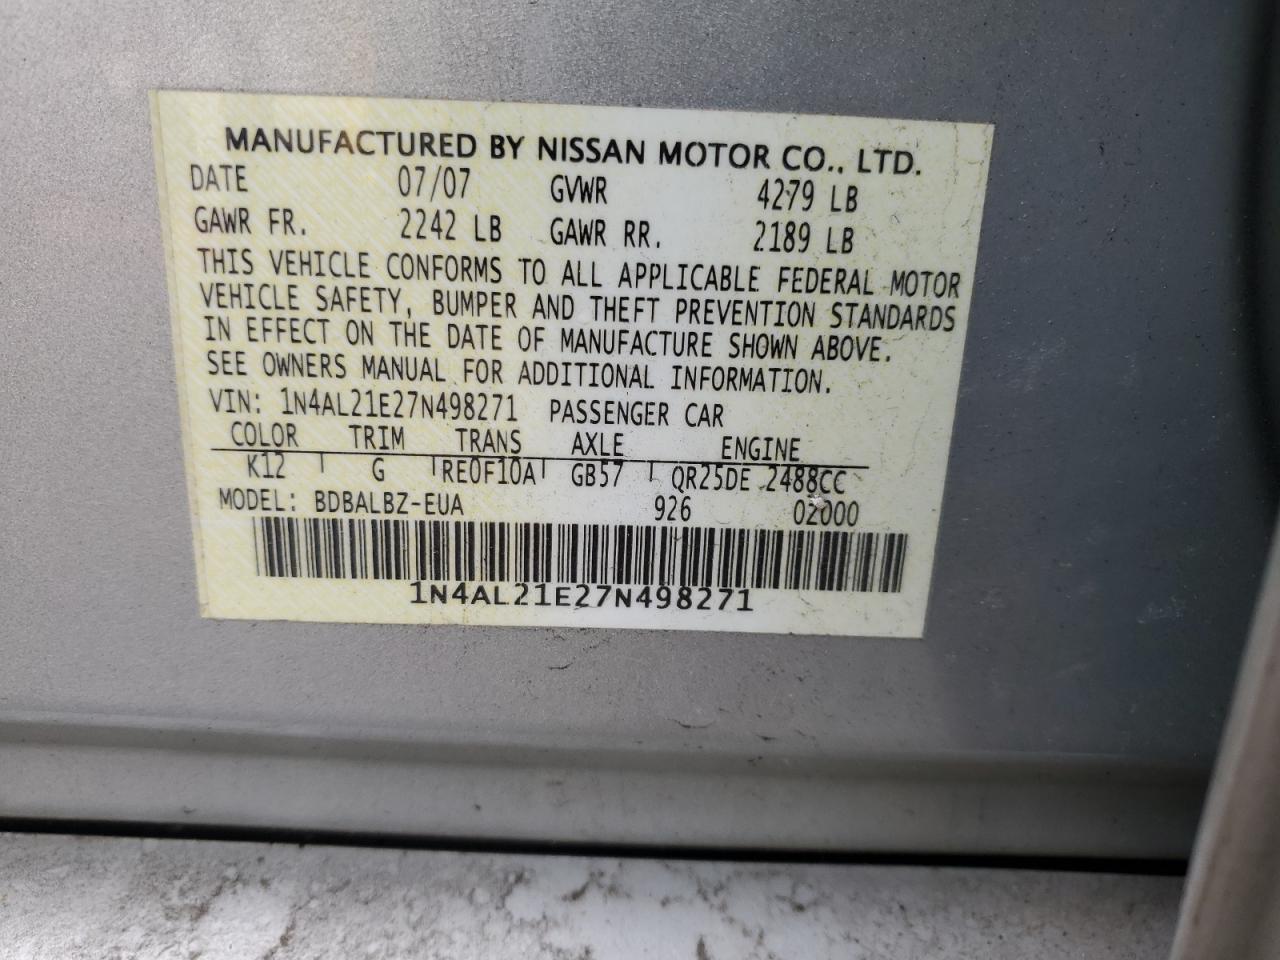 MANUFACTURED BY NISSAN MOTOR CO., LTD.
DATE 07/07 GVWR 4279 LB
GAWR FR. 2242 LB GAWR RR. 2189 LB
THIS VEHICLE CONFORMS TO ALL APPLICABLE FEDERAL MOTOR
VEHICLE SAFETY, BUMPER AND THEFT PREVENTION STANDARDS
IN EFFECT ON THE DATE OF MANUFACTURE SHOWN ABOVE.
SEE OWNERS MANUAL FOR ADDITIONAL INFORMATION.
VIN: 1N4AL21E27N498271 PASSENGER CAR
COLOR TRIM TRANS AXLE ENGINE
K12 G RE0F10A GB57 QR25DE 2488CC
MODEL: BDBALBZ-EUA 926 02000
1N4AL21E27N498271